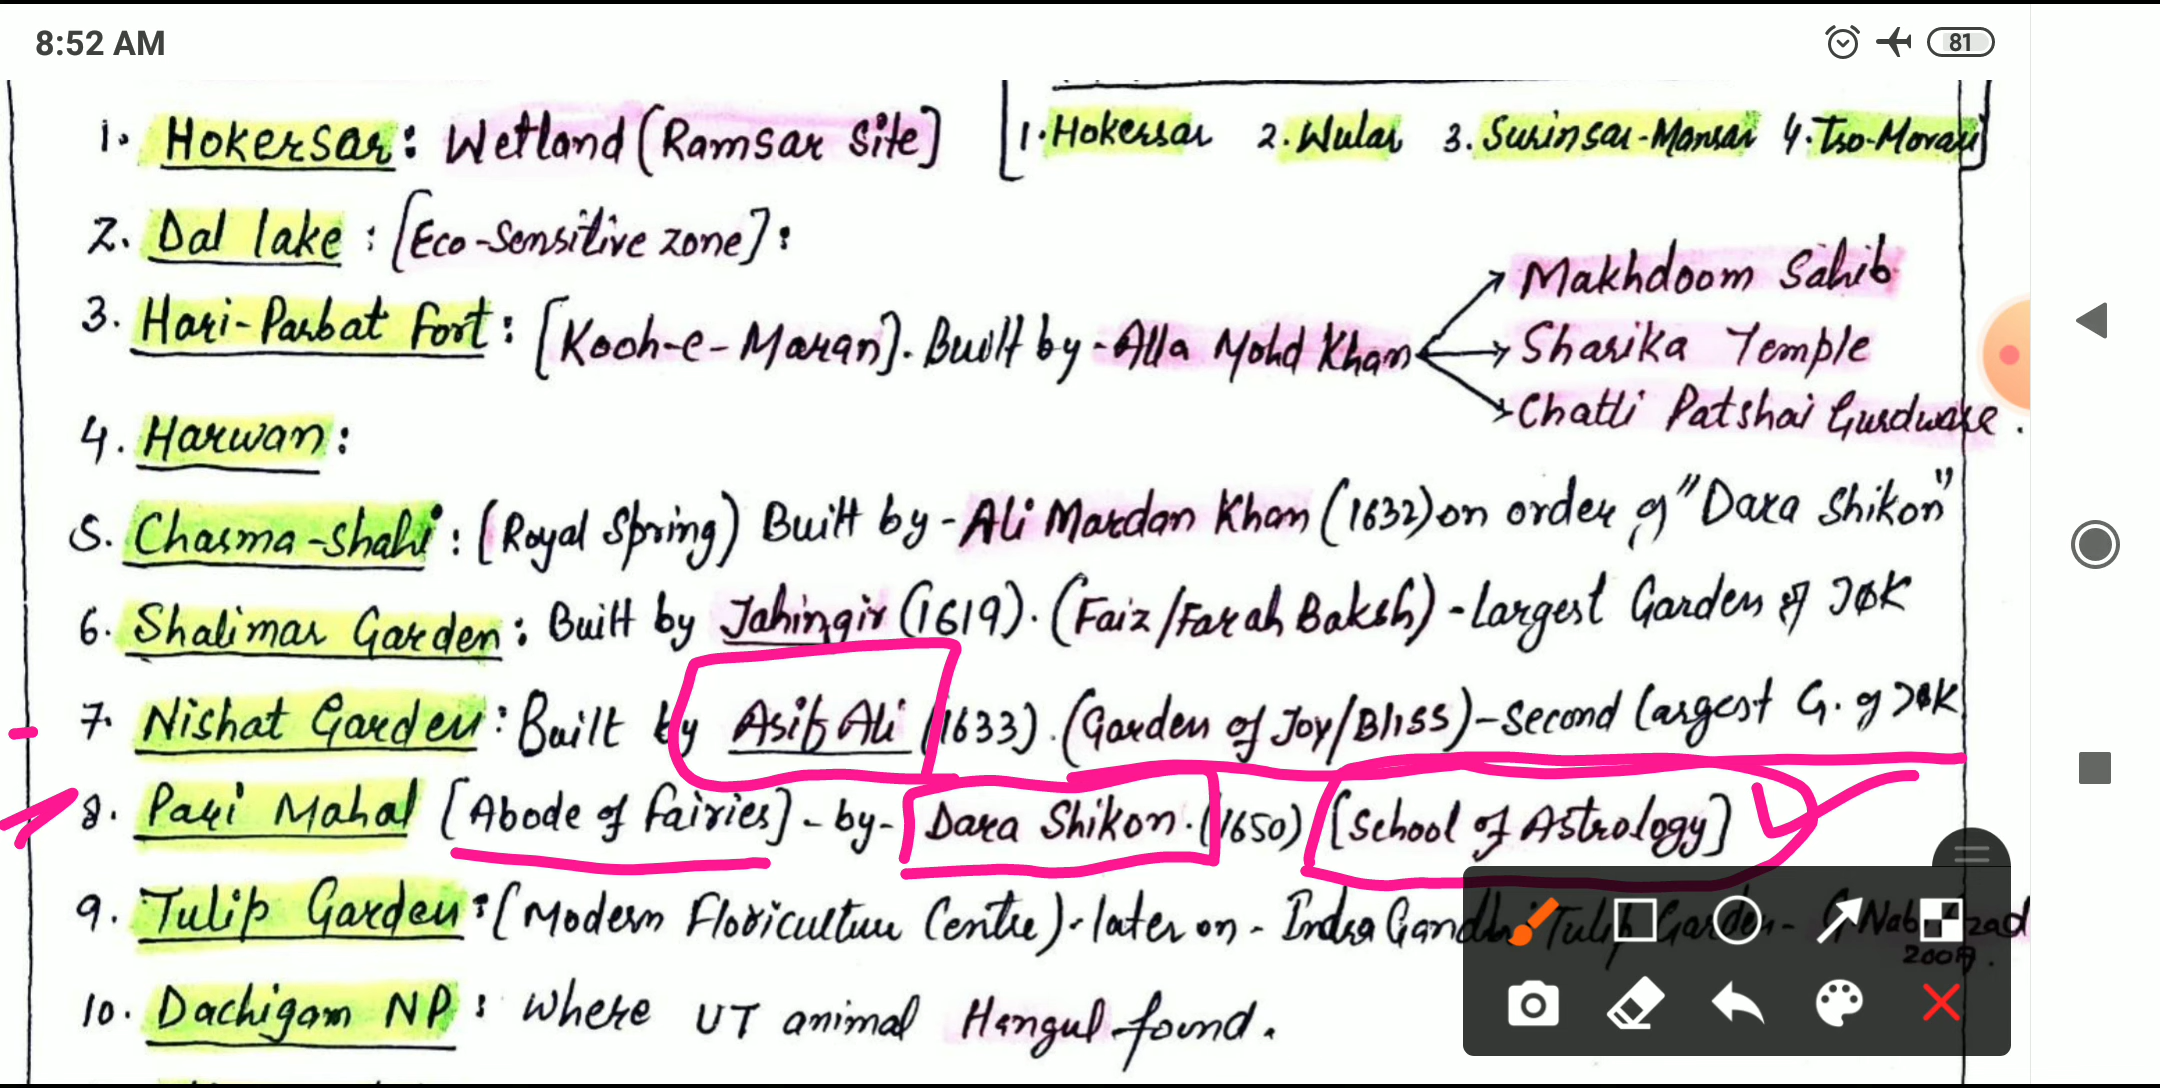 8:52 AM
81
1. Hokersar: Wetland (Ramsar Site] [1. Hokersar 2. Wular 3. Surinsar-Mansar 4. Tso-Morari]
2. Dal lake: [Eco-Sensitive zone]:
3. Hari-Parbat Fort: [Kooh-e-Maran]. Built by - Alla Mohd Khan
Makhdoom Sahib
Sharika Temple
Chatti Patshai Gurdware.
4. Harwan:
5. Chasma-shahi: (Royal Spring) Built by - Ali Mardan Khan (1632) on order of "Dara Shikon"
6. Shalimar Garden: Built by Jahingir (1619). (Faiz/Farah Baksh) - Largest Garden of J&K
7. Nishat Garden: Built by Asif Ali (1633). (Garden of Joy/Bliss) - Second Largest G. of J&K
8. Pari Mahal [Abode of fairies] - by - Dara Shikon. (1650) [School of Astrology]
9. Tulip Garden: (Modern Floriculture Centre). later on - Indra Gandhi Tulip Garden - G Nab
10. Dachigam NP: Where UT animal Hangul found.